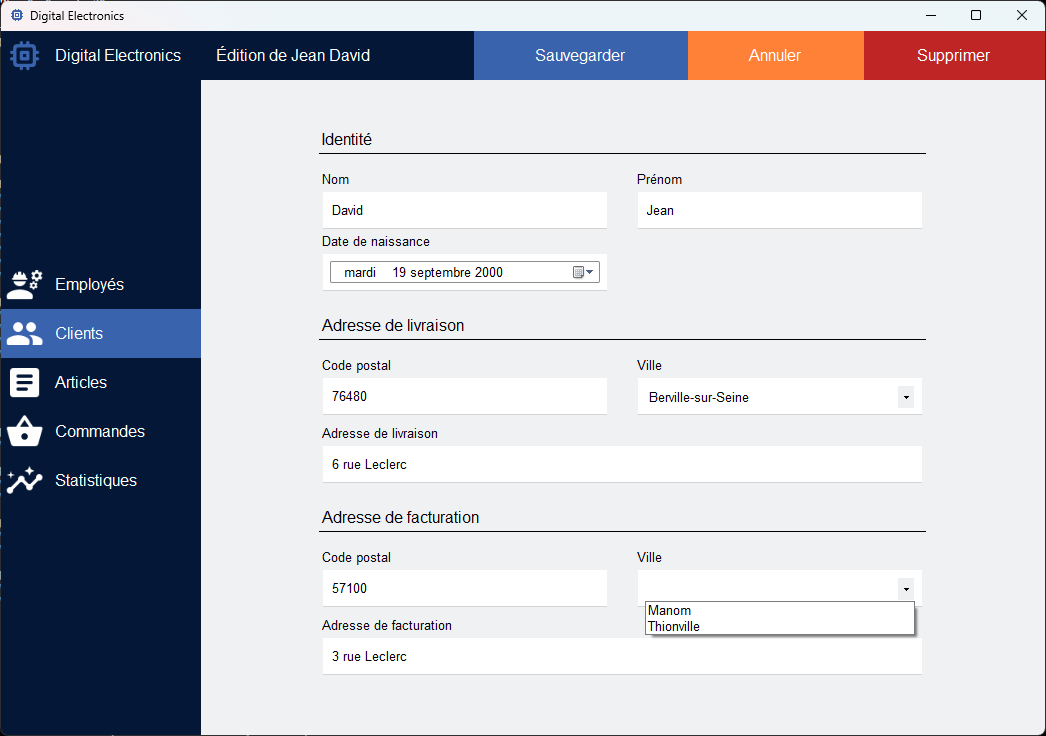 Digital Electronics
Digital Electronics
Édition de Jean David
Sauvegarder
Annuler
Supprimer
Employés
Clients
Articles
Commandes
Statistiques
Identité
Nom
Prénom
David
Jean
Date de naissance
mardi 19 septembre 2000
Adresse de livraison
Code postal
Ville
76480
Berville-sur-Seine
Adresse de livraison
6 rue Leclerc
Adresse de facturation
Code postal
Ville
57100
Manom
Thionville
Adresse de facturation
3 rue Leclerc